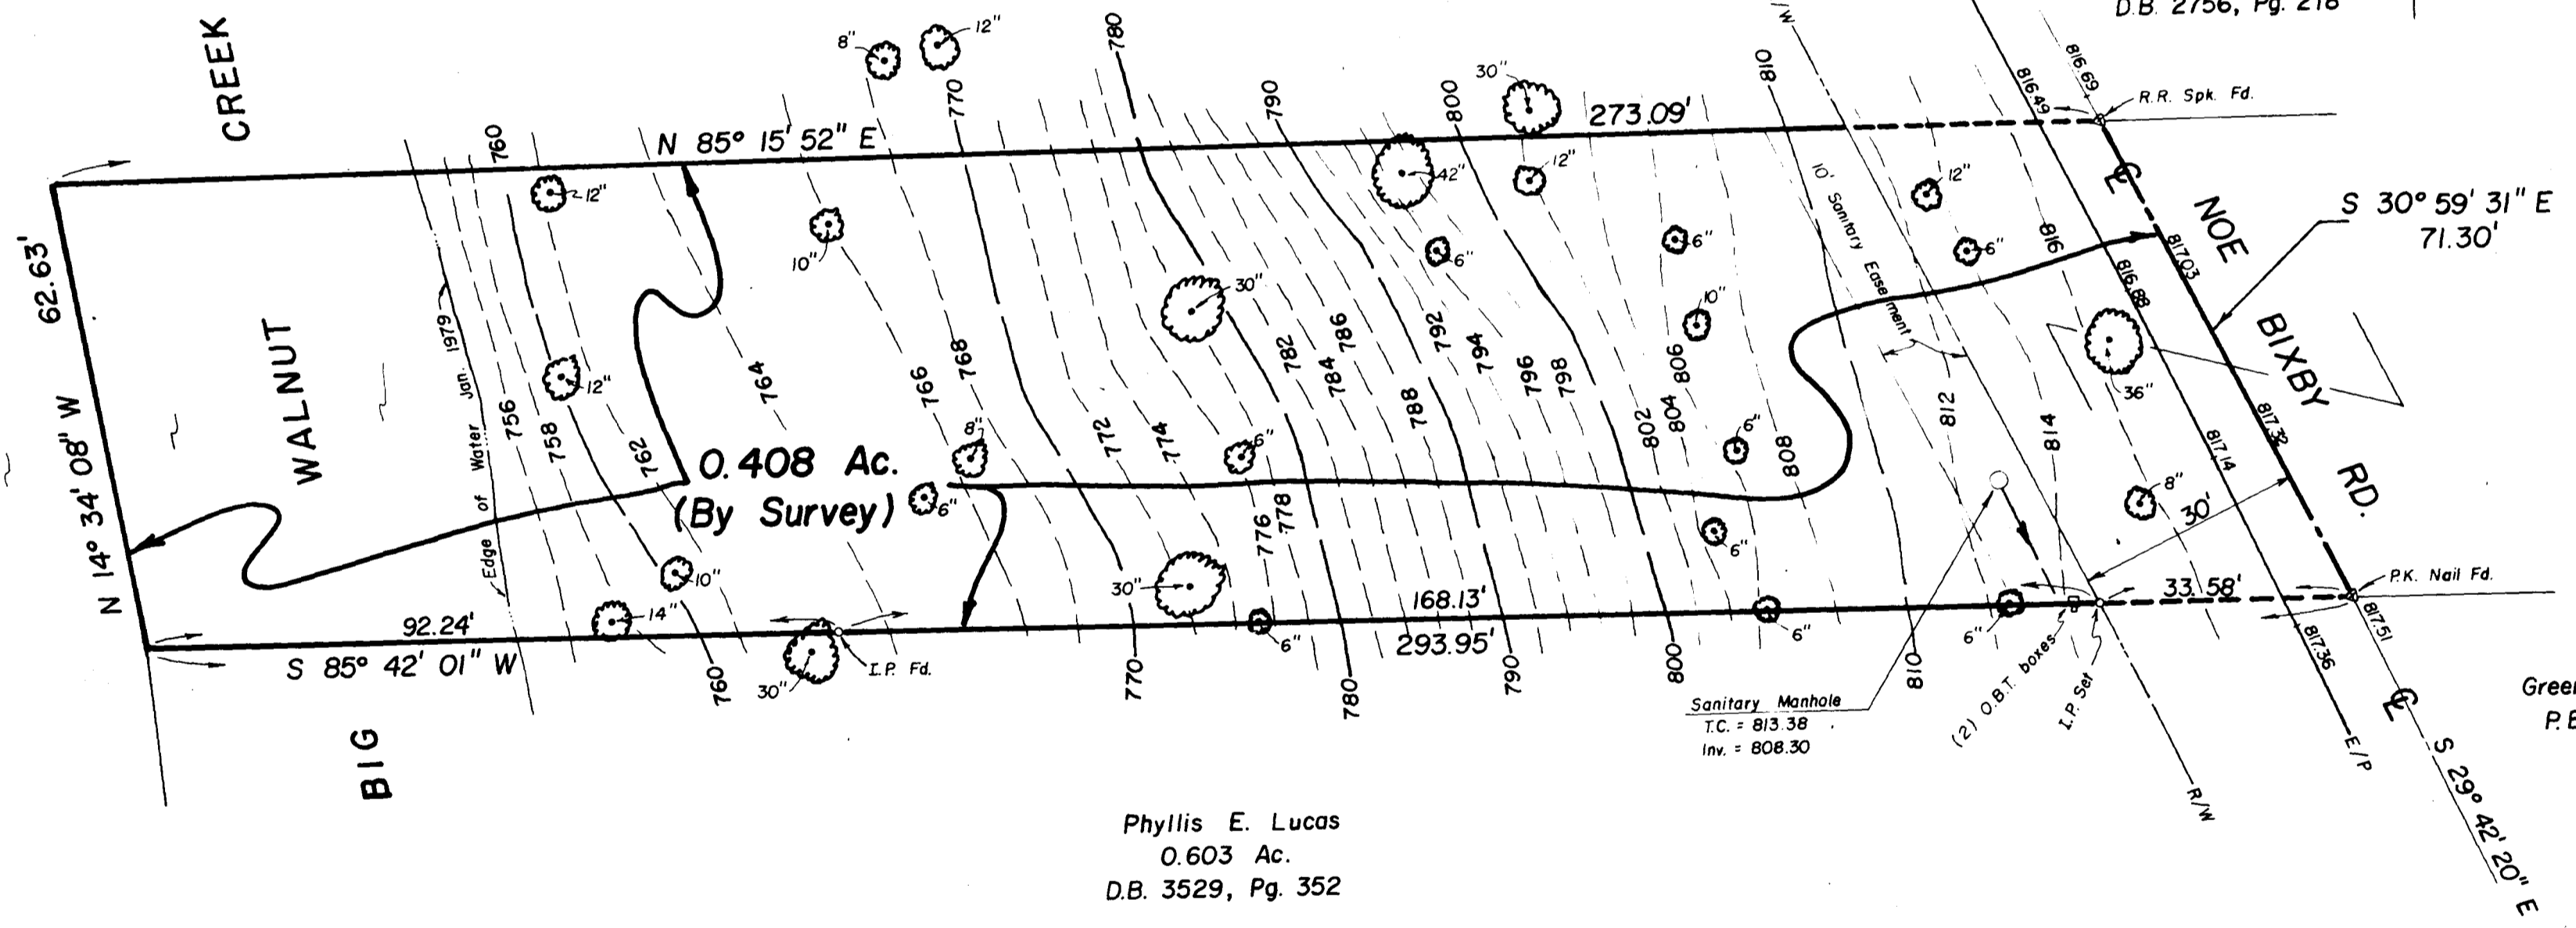 D.B. 2756, Pg. 218
CREEK
8"
12"
780
30"
/W
770
790
800
810
816.49
816.69
R.R. Spk. Fd.
273.09'
760
N 85° 15' 52" E
12"
10"
42"
12"
6"
6"
10' Sanitary Easement
12"
6"
816
℄
NOE
BIXBY
RD.
S 30° 59' 31" E
71.30'
817.03
816.88
62.63'
N 14° 34' 08" W
WALNUT
Edge of Water Jan. 1979
12"
30"
10"
36"
756
758
762
764
766
768
772
774
776
778
782
784
786
788
792
794
796
798
802
804
806
808
812
814
817.32
817.14
0.408 Ac.
(By Survey)
8"
6"
6"
6"
6"
8"
30'
10"
14"
30"
92.24'
S 85° 42' 01" W
30"
I.P. Fd.
6"
168.13'
293.95'
6"
6"
33.58'
P.K. Nail Fd.
817.51
817.36
760
770
780
790
800
810
BIG
Sanitary Manhole
T.C. = 813.38
Inv. = 808.30
(2) O.B.T. boxes
I.P. Set
R/W
E/P
℄
S 29° 42' 20" E
Green
P.B
Phyllis E. Lucas
0.603 Ac.
D.B. 3529, Pg. 352